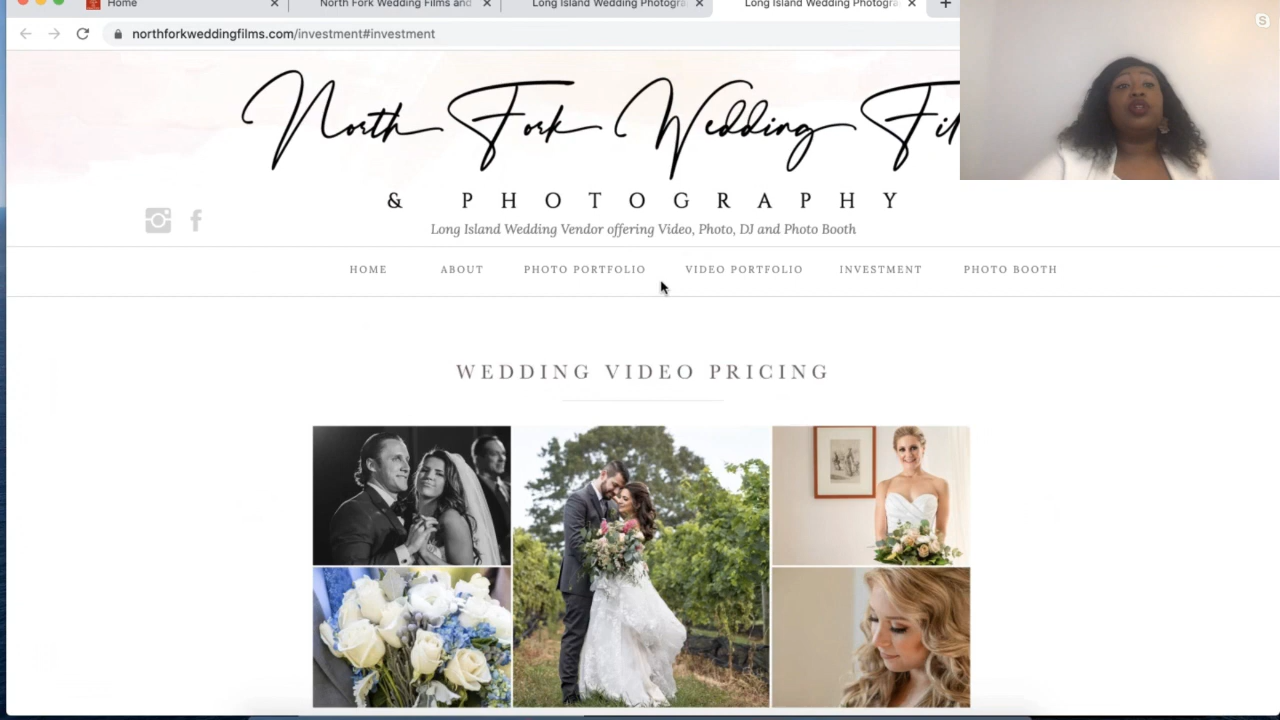 Home
North Fork Wedding Films and
Long Island Wedding Photogra
Long Island Wedding Photogra
northforkweddingfilms.com/investment#investment
North Fork Wedding Fil
& PHOTOGRAPHY
Long Island Wedding Vendor offering Video, Photo, DJ and Photo Booth
HOME ABOUT PHOTO PORTFOLIO VIDEO PORTFOLIO INVESTMENT PHOTO BOOTH
WEDDING VIDEO PRICING